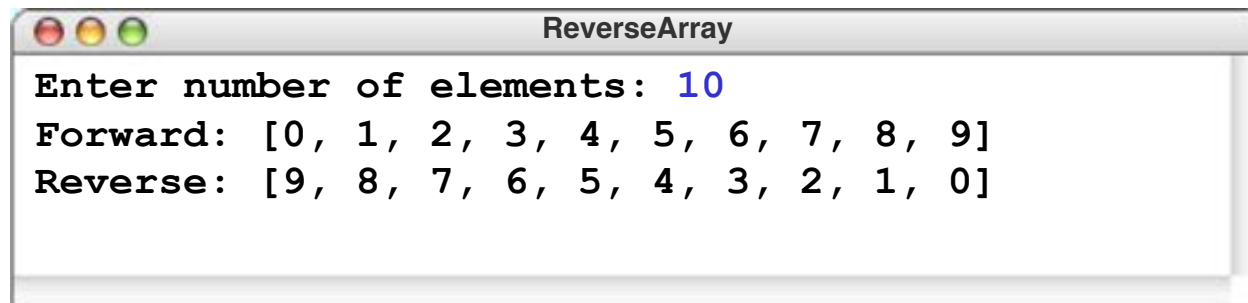 ReverseArray
Enter number of elements: 10
Forward: [0, 1, 2, 3, 4, 5, 6, 7, 8, 9]
Reverse: [9, 8, 7, 6, 5, 4, 3, 2, 1, 0]